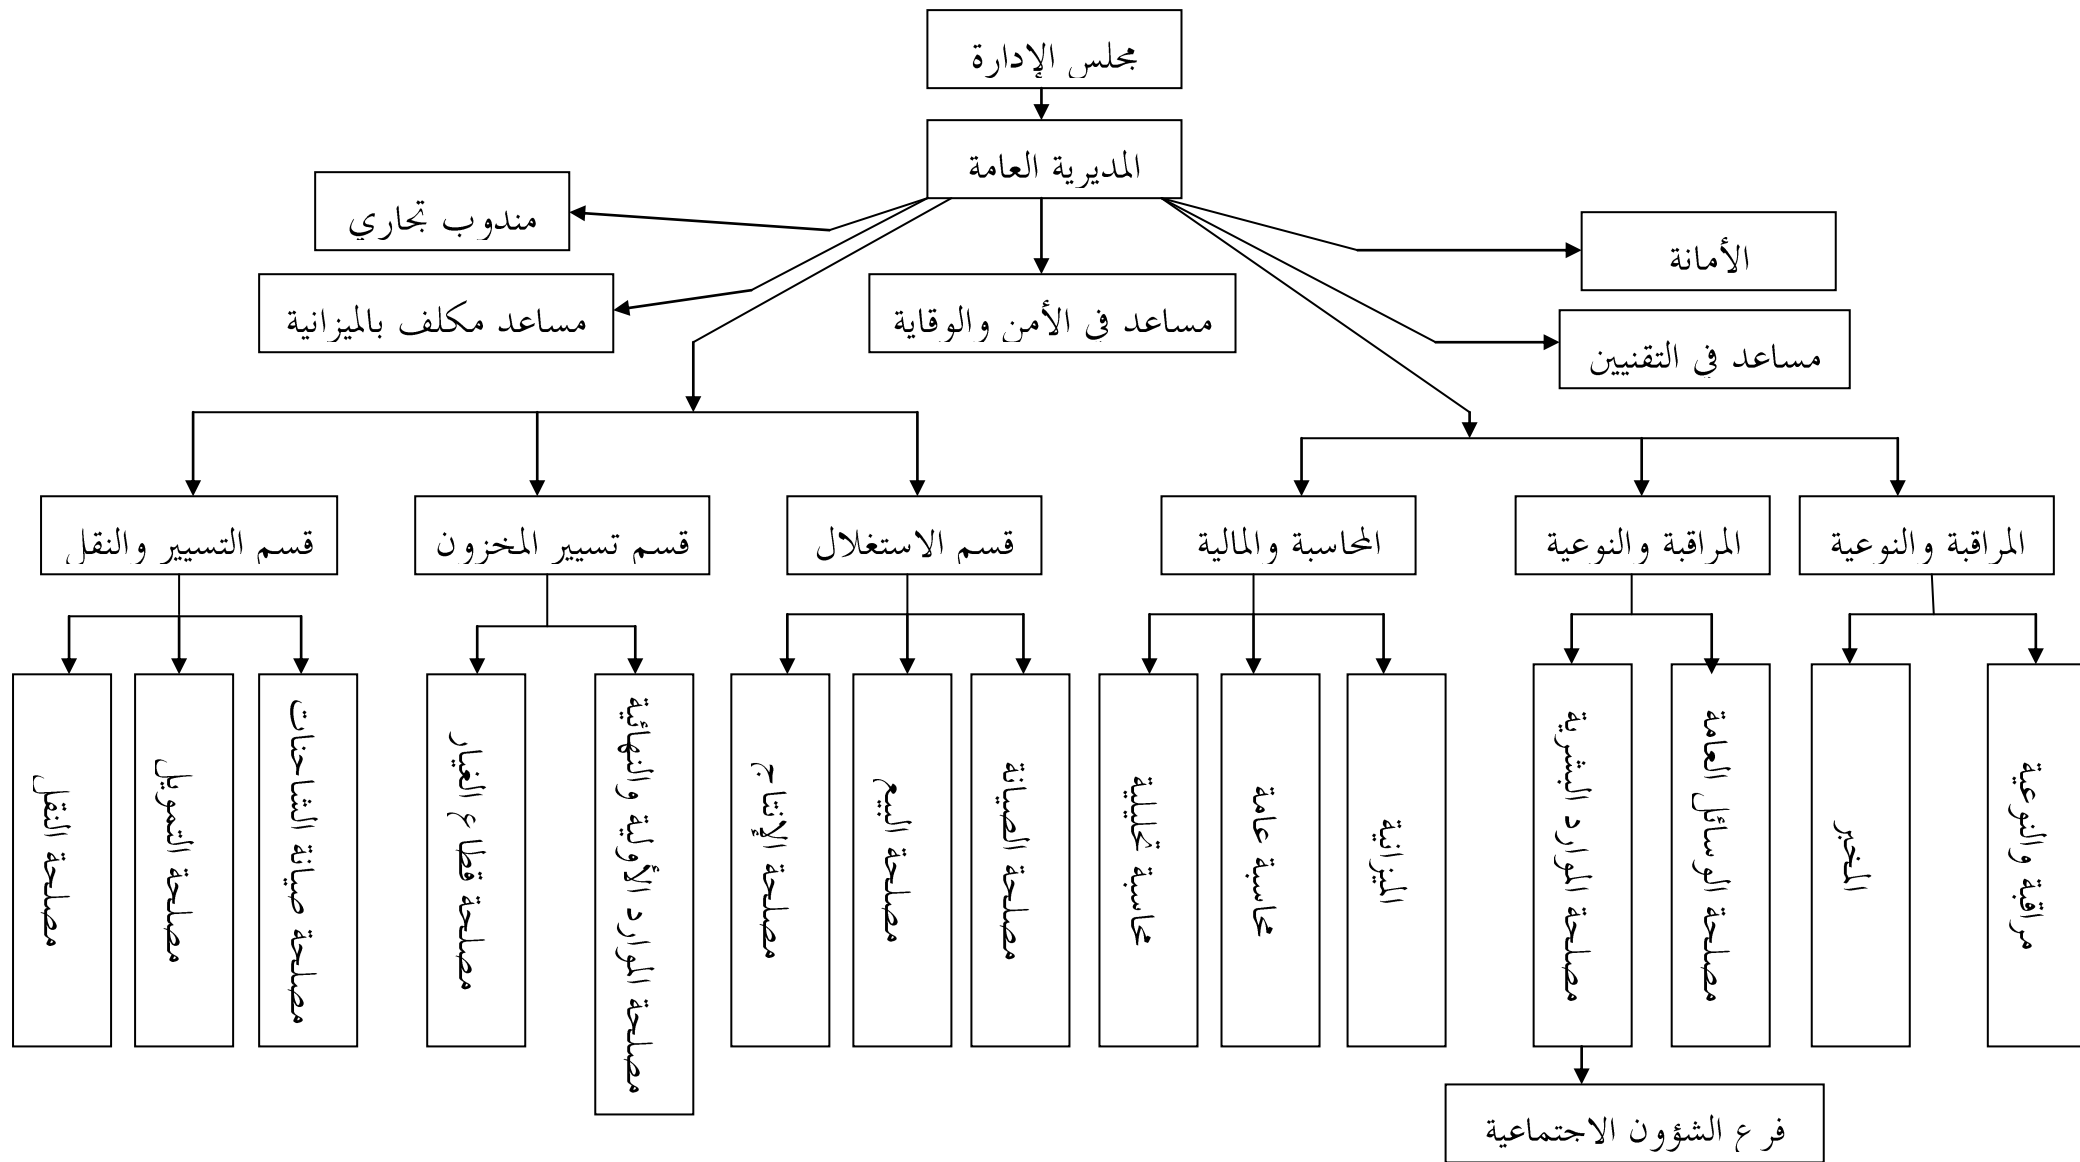 مجلس الإدارة
المديرية العامة
الأمانة
مندوب تجاري
مساعد في التقنيين
مساعد في الأمن والوقاية
مساعد مكلف بالميزانية
المراقبة والنوعية
المراقبة والنوعية
المحاسبة والمالية
قسم الاستغلال
قسم تسيير المخزون
قسم التسيير والنقل
مراقبة والنوعية
المخبر
مصلحة الوسائل العامة
مصلحة الموارد البشرية
الميزانية
محاسبة عامة
محاسبة تحليلية
مصلحة الصيانة
مصلحة البيع
مصلحة الإنتاج
مصلحة الموارد الأولية والنهائية
مصلحة قطاع الغيار
مصلحة صيانة الشاحنات
مصلحة التمويل
مصلحة النقل
فرع الشؤون الاجتماعية